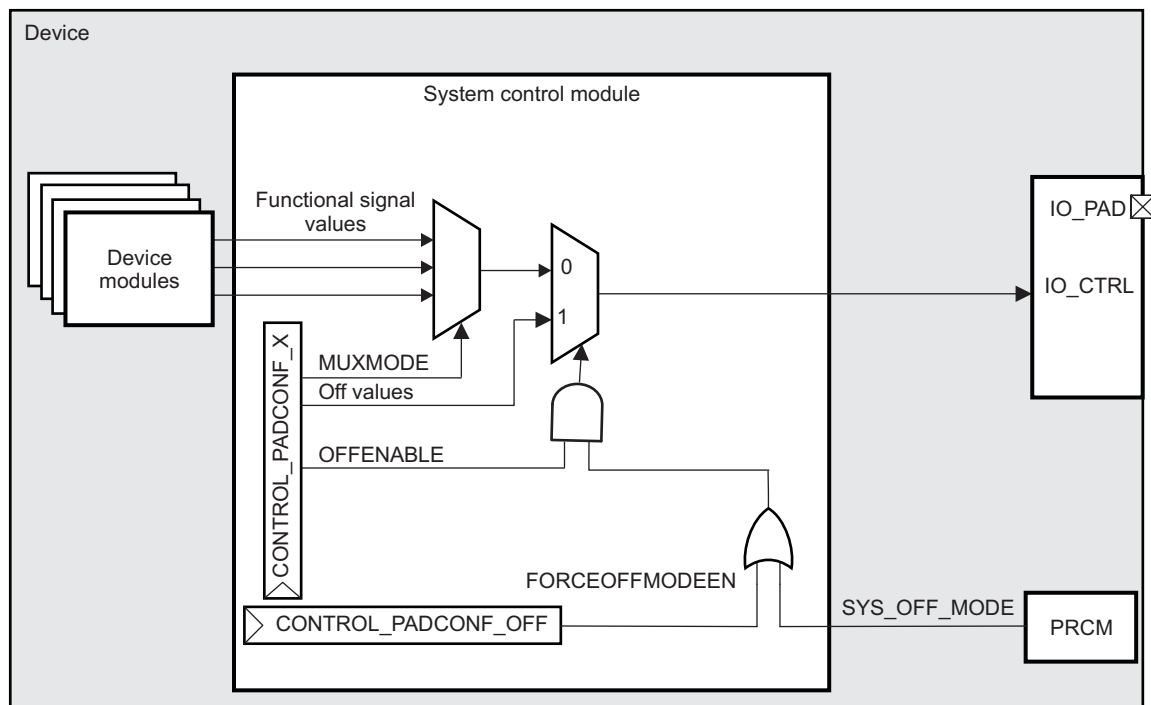 Device
System control module
Functional signal
values
IO_PAD
Device
modules
0
IO_CTRL
1
CONTROL_PADCONF_X
MUXMODE
Off values
OFFENABLE
FORCEOFFMODEEN
SYS_OFF_MODE
CONTROL_PADCONF_OFF
PRCM